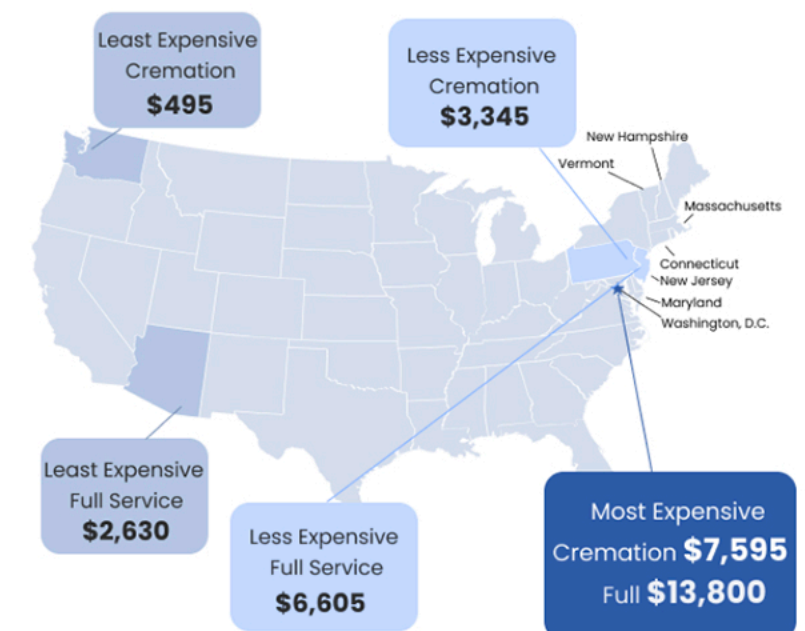 Least Expensive
Cremation
$495
Less Expensive
Cremation
$3,345
New Hampshire
Vermont
Massachusetts
Connecticut
New Jersey
Maryland
Washington, D.C.
Least Expensive
Full Service
$2,630
Less Expensive
Full Service
$6,605
Most Expensive
Cremation $7,595
Full $13,800